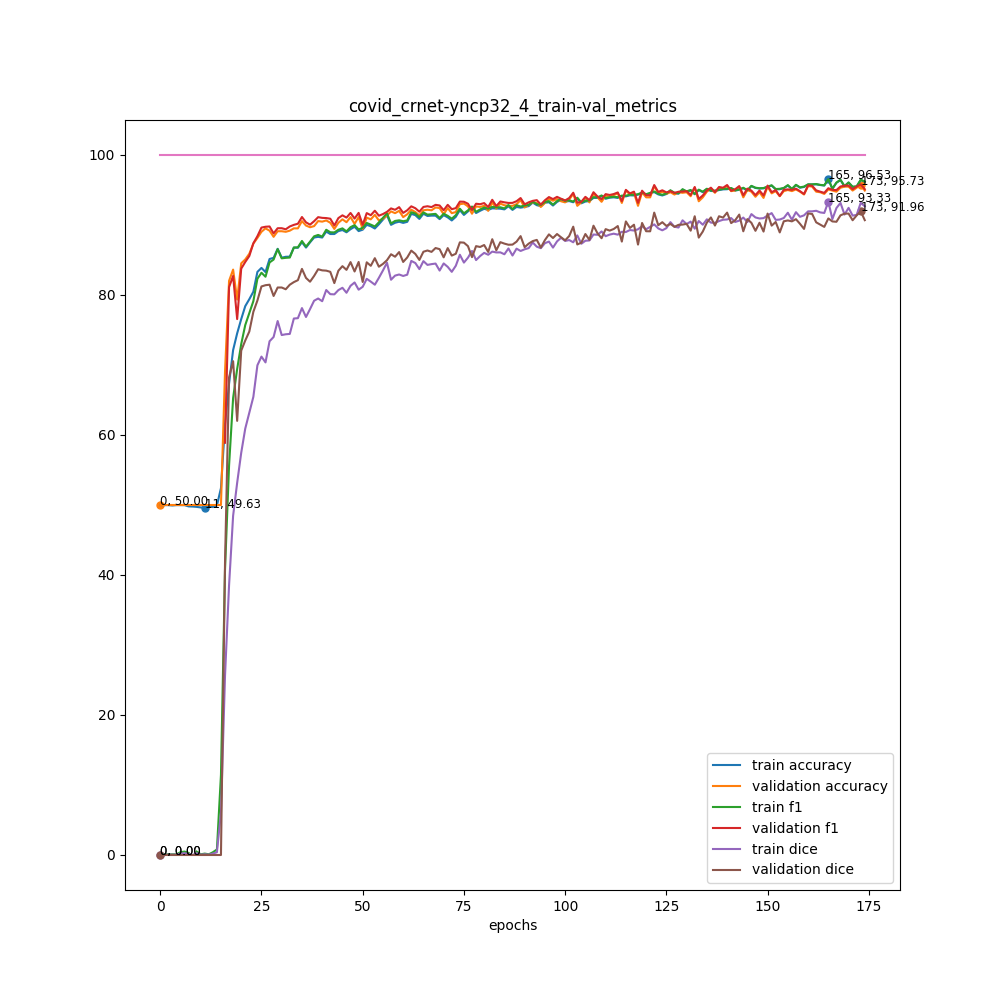 covid_crnet-yncp32_4_train-val_metrics
100
165, 96.53
173, 95.73
165, 93.33
173, 91.96
80
60
0, 50.00
11, 49.63
40
20
0, 0.00
0
train accuracy
validation accuracy
train f1
validation f1
train dice
validation dice
0 25 50 75 100 125 150 175
epochs